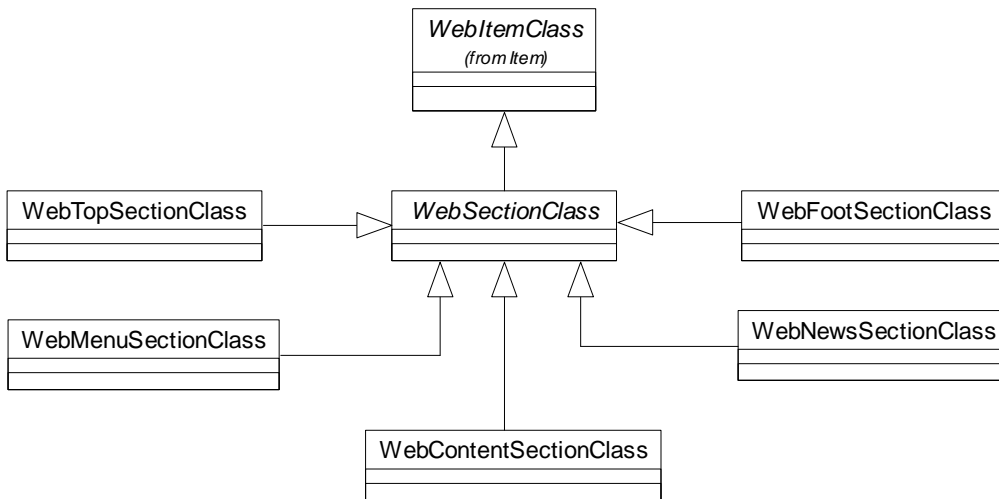 WebItemClass
(from Item)
WebTopSectionClass
WebSectionClass
WebFootSectionClass
WebMenuSectionClass
WebNewsSectionClass
WebContentSectionClass